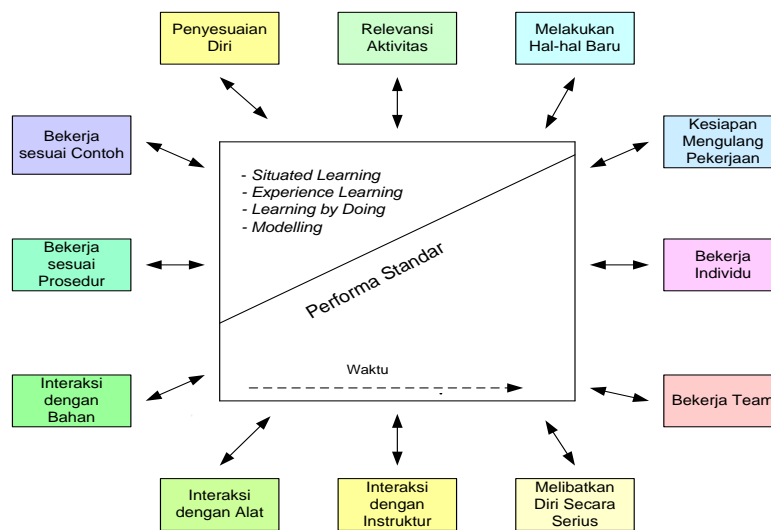 Penyesuaian
Diri
Relevansi
Aktivitas
Melakukan
Hal-hal Baru
Bekerja
sesuai Contoh
Kesiapan
Mengulang
Pekerjaan
- Situated Learning
- Experience Learning
- Learning by Doing
- Modelling
Bekerja
sesuai
Prosedur
Performa Standar
Bekerja
Individu
Interaksi
dengan
Bahan
Waktu
Bekerja Team
Interaksi
dengan Alat
Interaksi
dengan
Instruktur
Melibatkan
Diri Secara
Serius